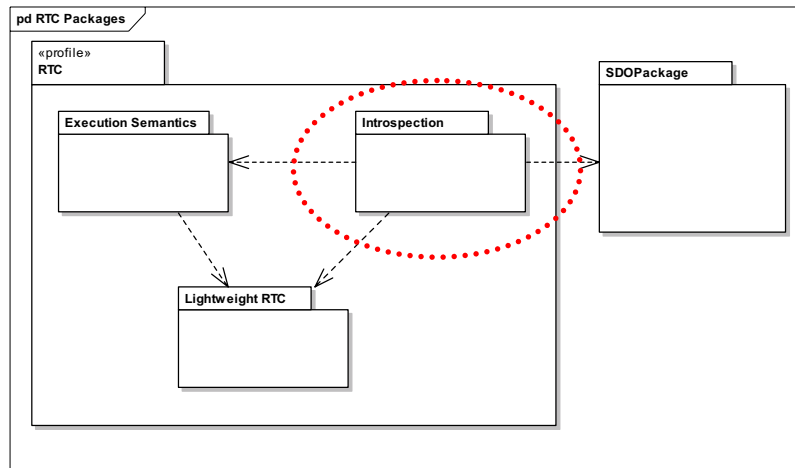 pd RTC Packages
«profile»
RTC
SDOPackage
Execution Semantics
Introspection
Lightweight RTC